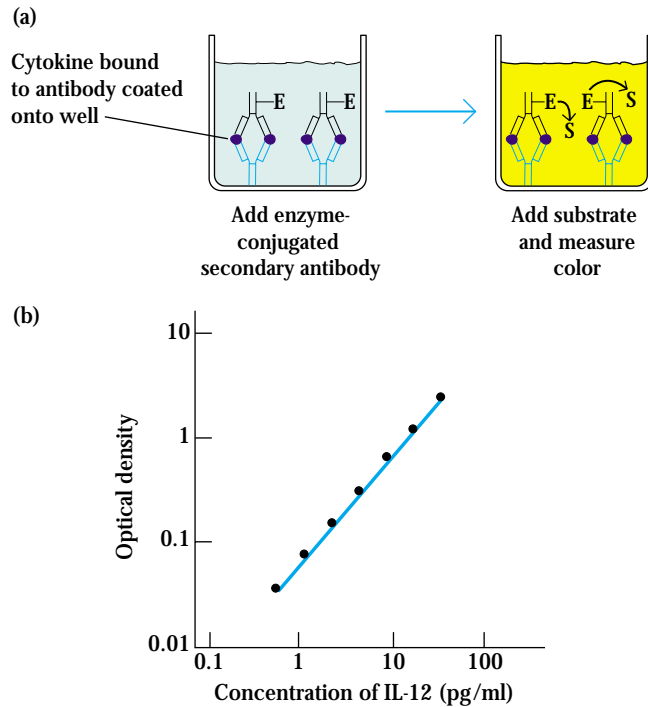 (a)
Cytokine bound
to antibody coated
onto well
E
E
Add enzyme-
conjugated
secondary antibody
E
S
E
S
Add substrate
and measure
color
(b)
Optical density
10
1
0.1
0.01
0.1
1
10
100
Concentration of IL-12 (pg/ml)